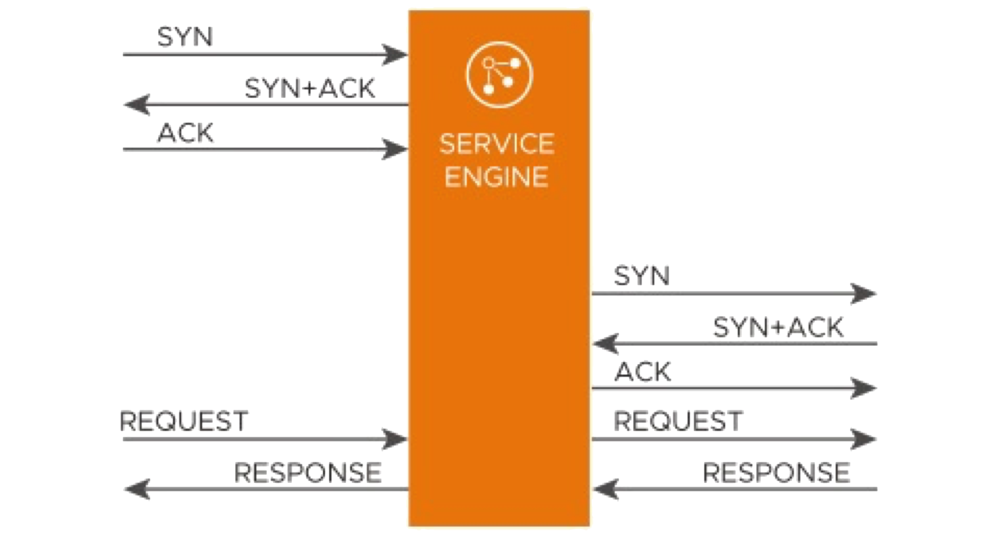 SYN
SYN+ACK
ACK
SERVICE
ENGINE
SYN
SYN+ACK
ACK
REQUEST
REQUEST
RESPONSE
RESPONSE